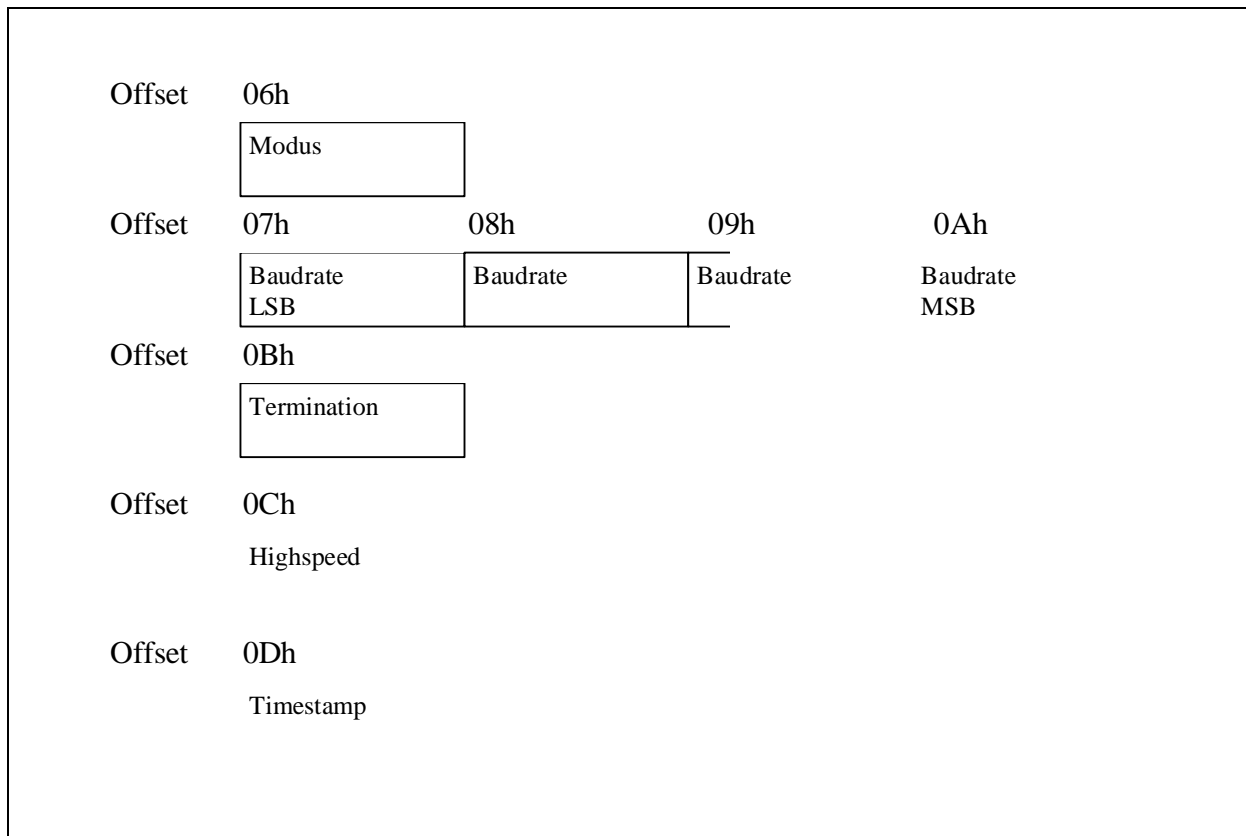 Offset 06h
Modus
Offset 07h 08h 09h 0Ah
Baudrate Baudrate Baudrate Baudrate
LSB MSB
Offset 0Bh
Termination
Offset 0Ch
Highspeed
Offset 0Dh
Timestamp